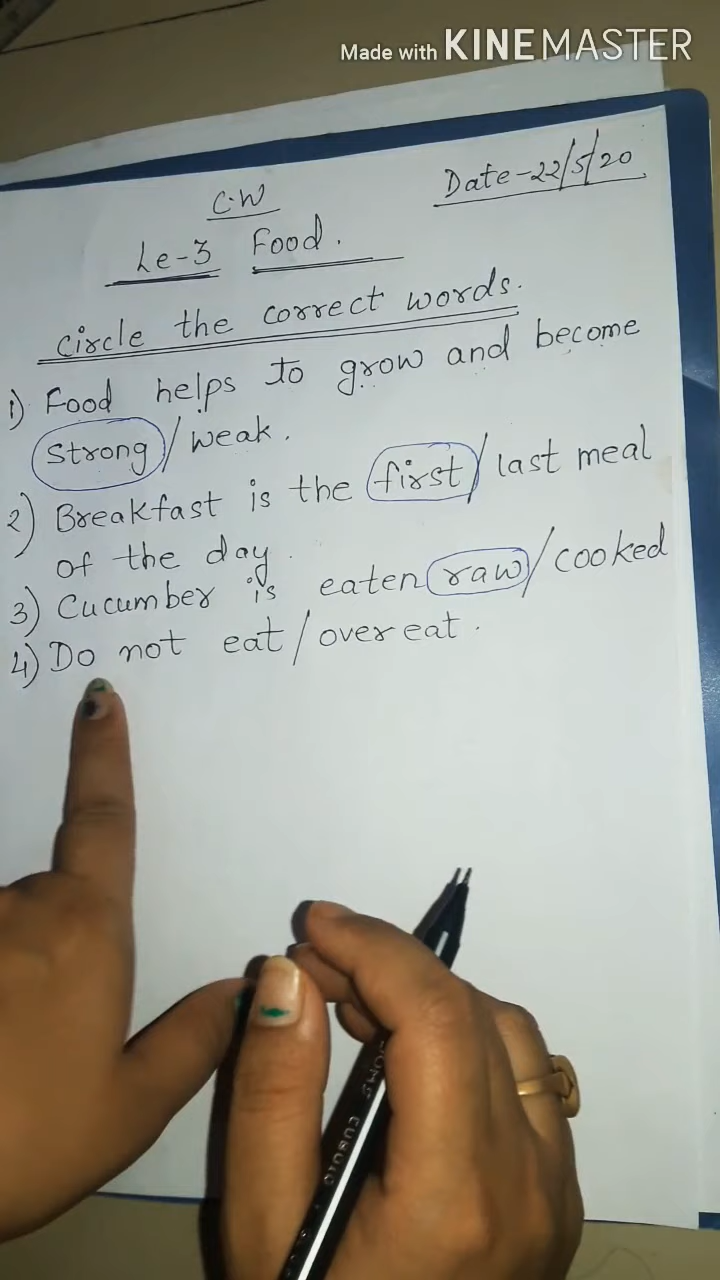 Made with KINEMASTER
C.W
Date-22/5/20
Le-3 Food.
Circle the correct words.
1) Food helps to grow and become
Strong/weak.
2) Breakfast is the first/last meal
of the day.
3) Cucumber is eaten raw/cooked
4) Do not eat/over eat.